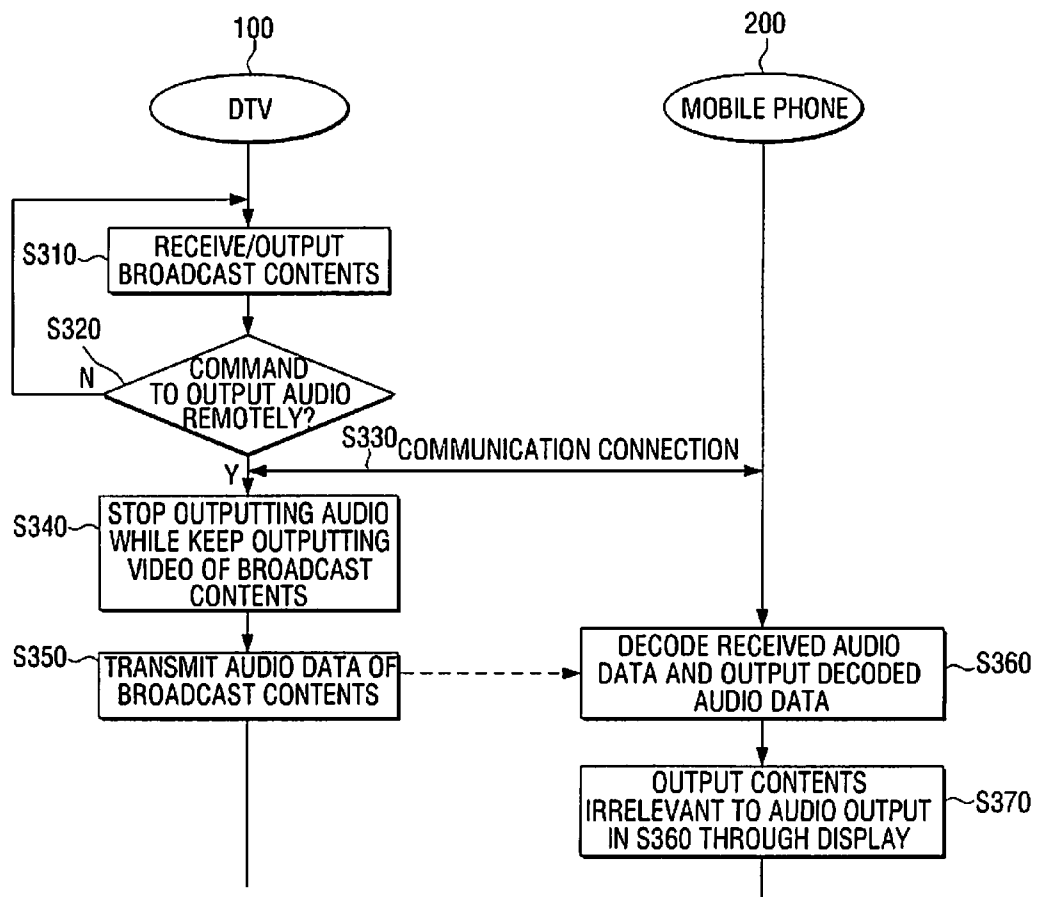 100
200
DTV
MOBILE PHONE
S310
RECEIVE/OUTPUT
BROADCAST CONTENTS
S320
COMMAND
TO OUTPUT AUDIO
REMOTELY?
N
Y
S330
COMMUNICATION CONNECTION
S340
STOP OUTPUTTING AUDIO
WHILE KEEP OUTPUTTING
VIDEO OF BROADCAST
CONTENTS
S350
TRANSMIT AUDIO DATA OF
BROADCAST CONTENTS
DECODE RECEIVED AUDIO
DATA AND OUTPUT DECODED
AUDIO DATA
S360
OUTPUT CONTENTS
IRRELEVANT TO AUDIO OUTPUT
IN S360 THROUGH DISPLAY
S370